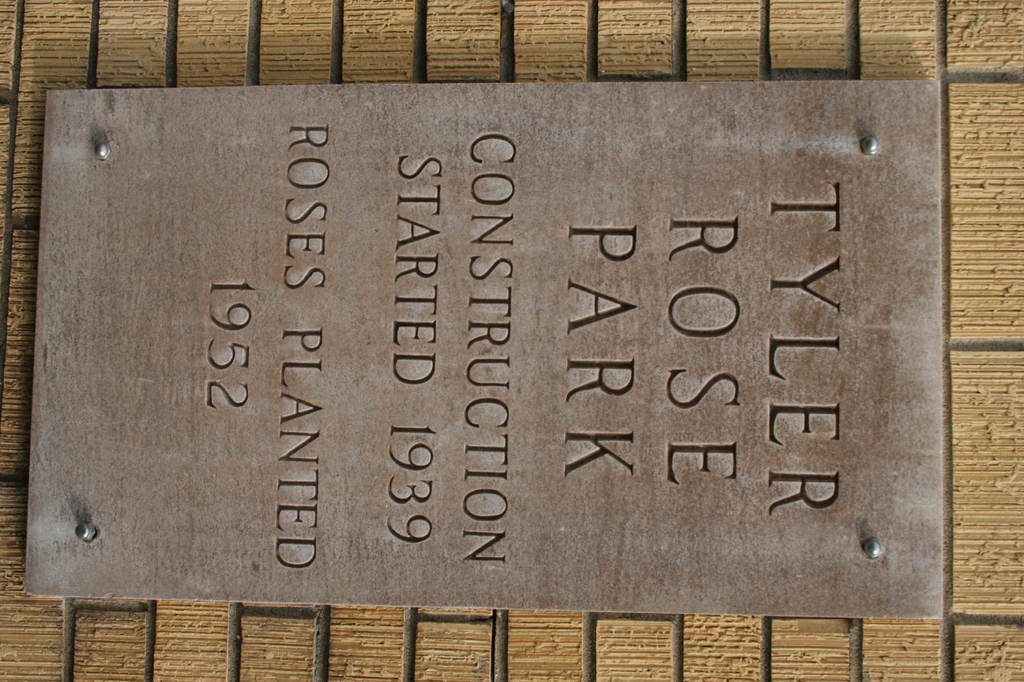 TYLER
ROSE
PARK
CONSTRUCTION
STARTED 1939
ROSES PLANTED
1952